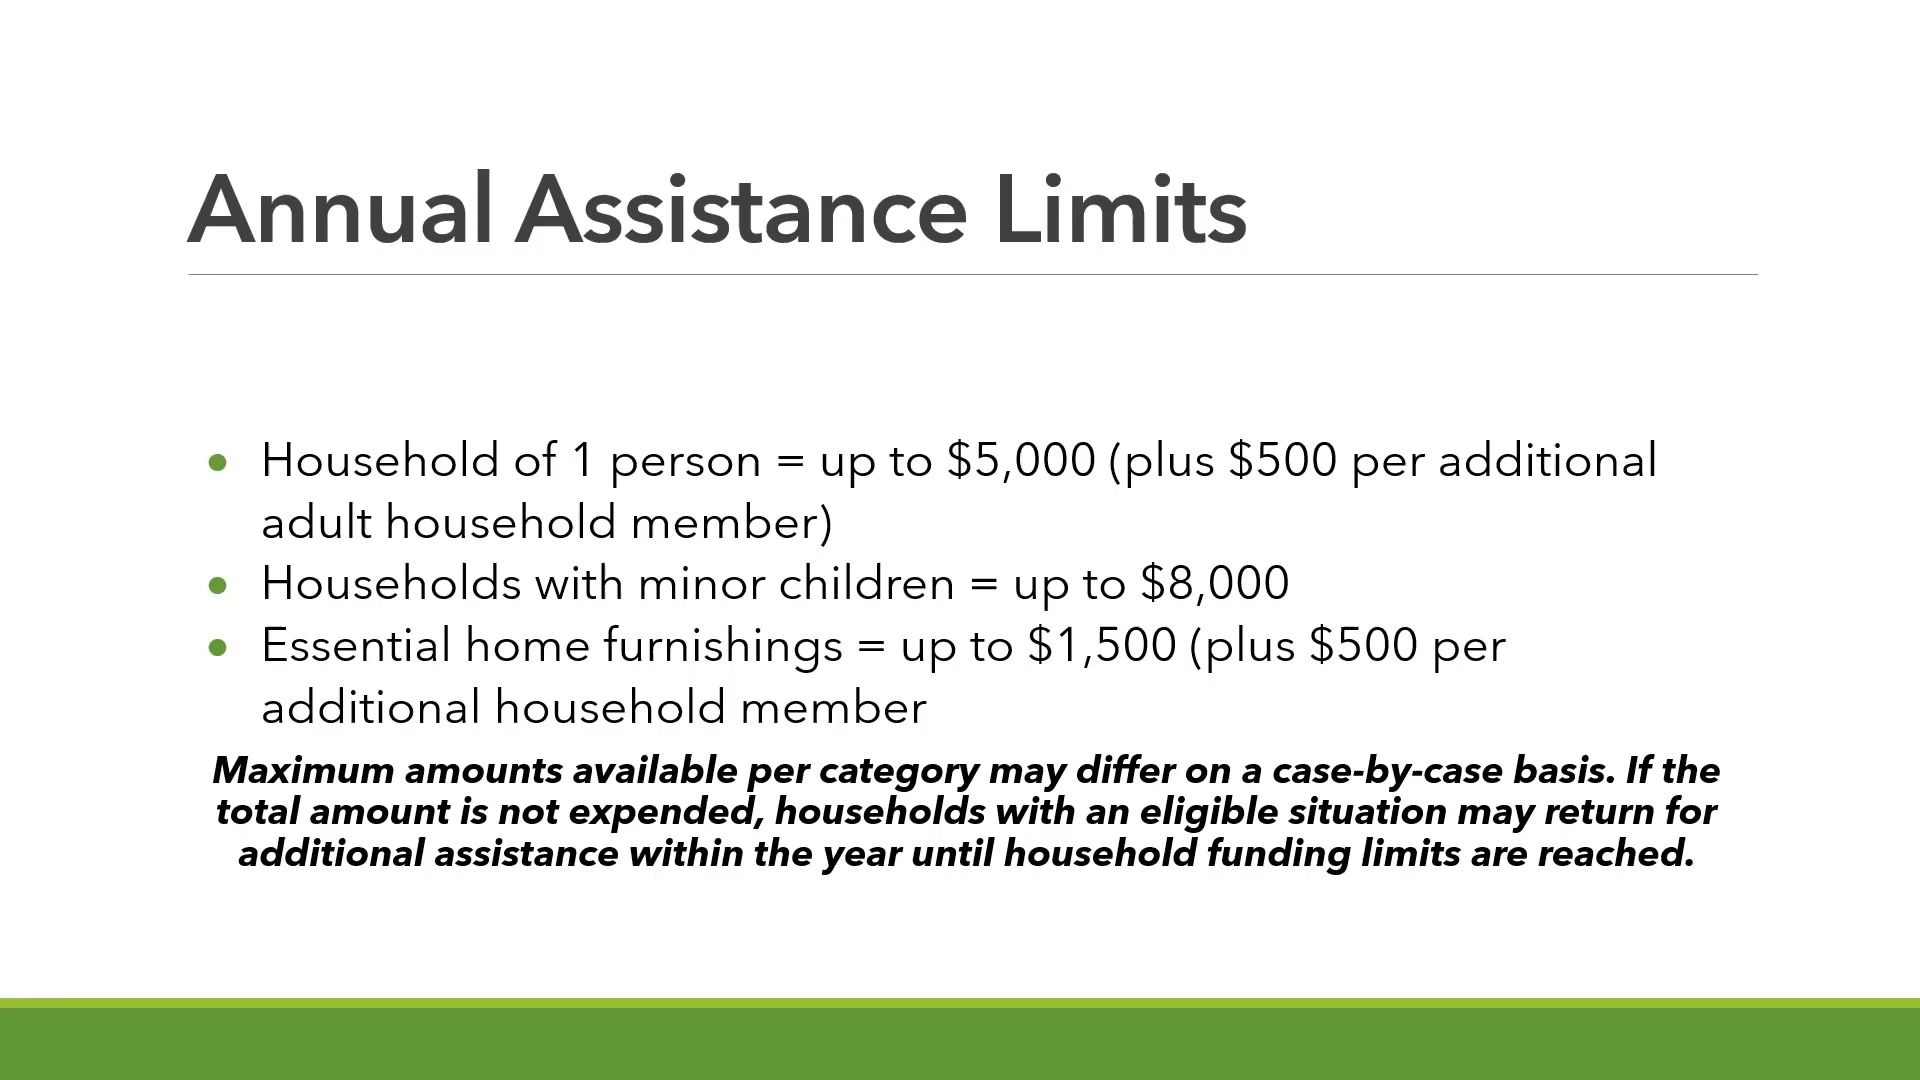 Annual Assistance Limits
• Household of 1 person = up to $5,000 (plus $500 per additional
adult household member)
• Households with minor children = up to $8,000
• Essential home furnishings = up to $1,500 (plus $500 per
additional household member
Maximum amounts available per category may differ on a case-by-case basis. If the
total amount is not expended, households with an eligible situation may return for
additional assistance within the year until household funding limits are reached.